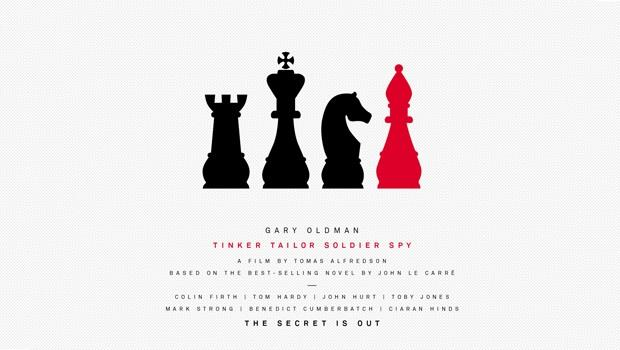 GARY OLDMAN
TINKER TAILOR SOLDIER SPY
A FILM BY TOMAS ALFREDSON
BASED ON THE BEST-SELLING NOVEL BY JOHN LE CARRÉ
COLIN FIRTH | TOM HARDY | JOHN HURT | TOBY JONES
MARK STRONG | BENEDICT CUMBERBATCH | CIARAN HINDS
THE SECRET IS OUT